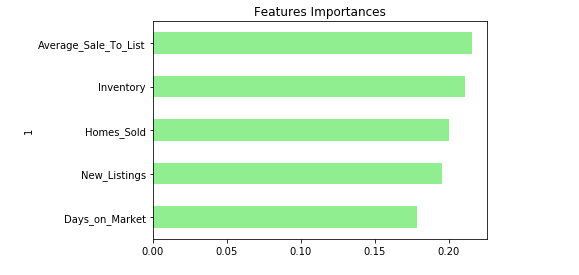 Features Importances
Average_Sale_To_List
Inventory
Homes_Sold
1
New_Listings
Days_on_Market
0.00 0.05 0.10 0.15 0.20